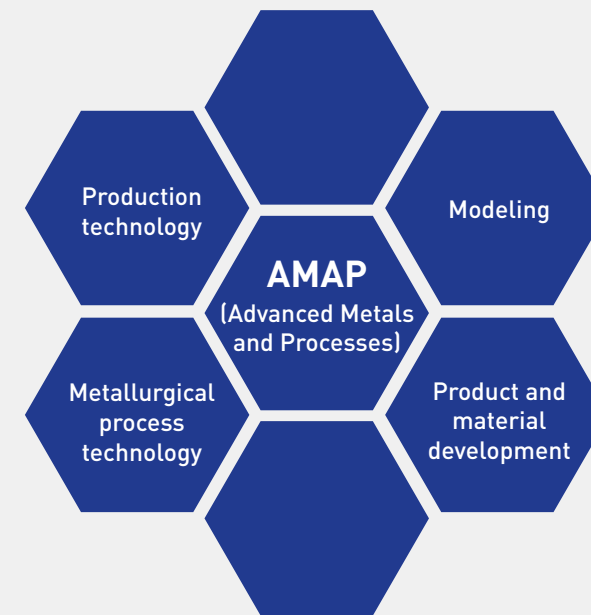 Production
technology
Modeling
AMAP
(Advanced Metals
and Processes)
Metallurgical
process
technology
Product and
material
development